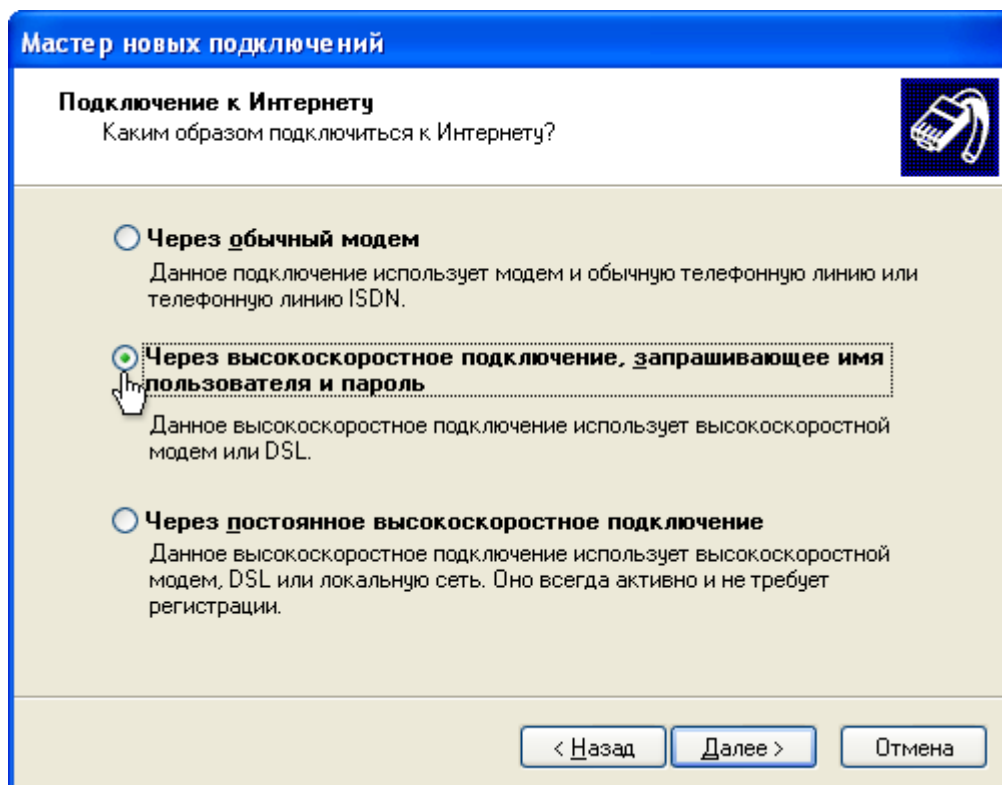 Мастер новых подключений
Подключение к Интернету
Каким образом подключиться к Интернету?
Через обычный модем
Данное подключение использует модем и обычную телефонную линию или
телефонную линию ISDN.
Через высокоскоростное подключение, запрашивающее имя
пользователя и пароль
Данное высокоскоростное подключение использует высокоскоростной
модем или DSL.
Через постоянное высокоскоростное подключение
Данное высокоскоростное подключение использует высокоскоростной
модем, DSL или локальную сеть. Оно всегда активно и не требует
регистрации.
< Назад Далее > Отмена